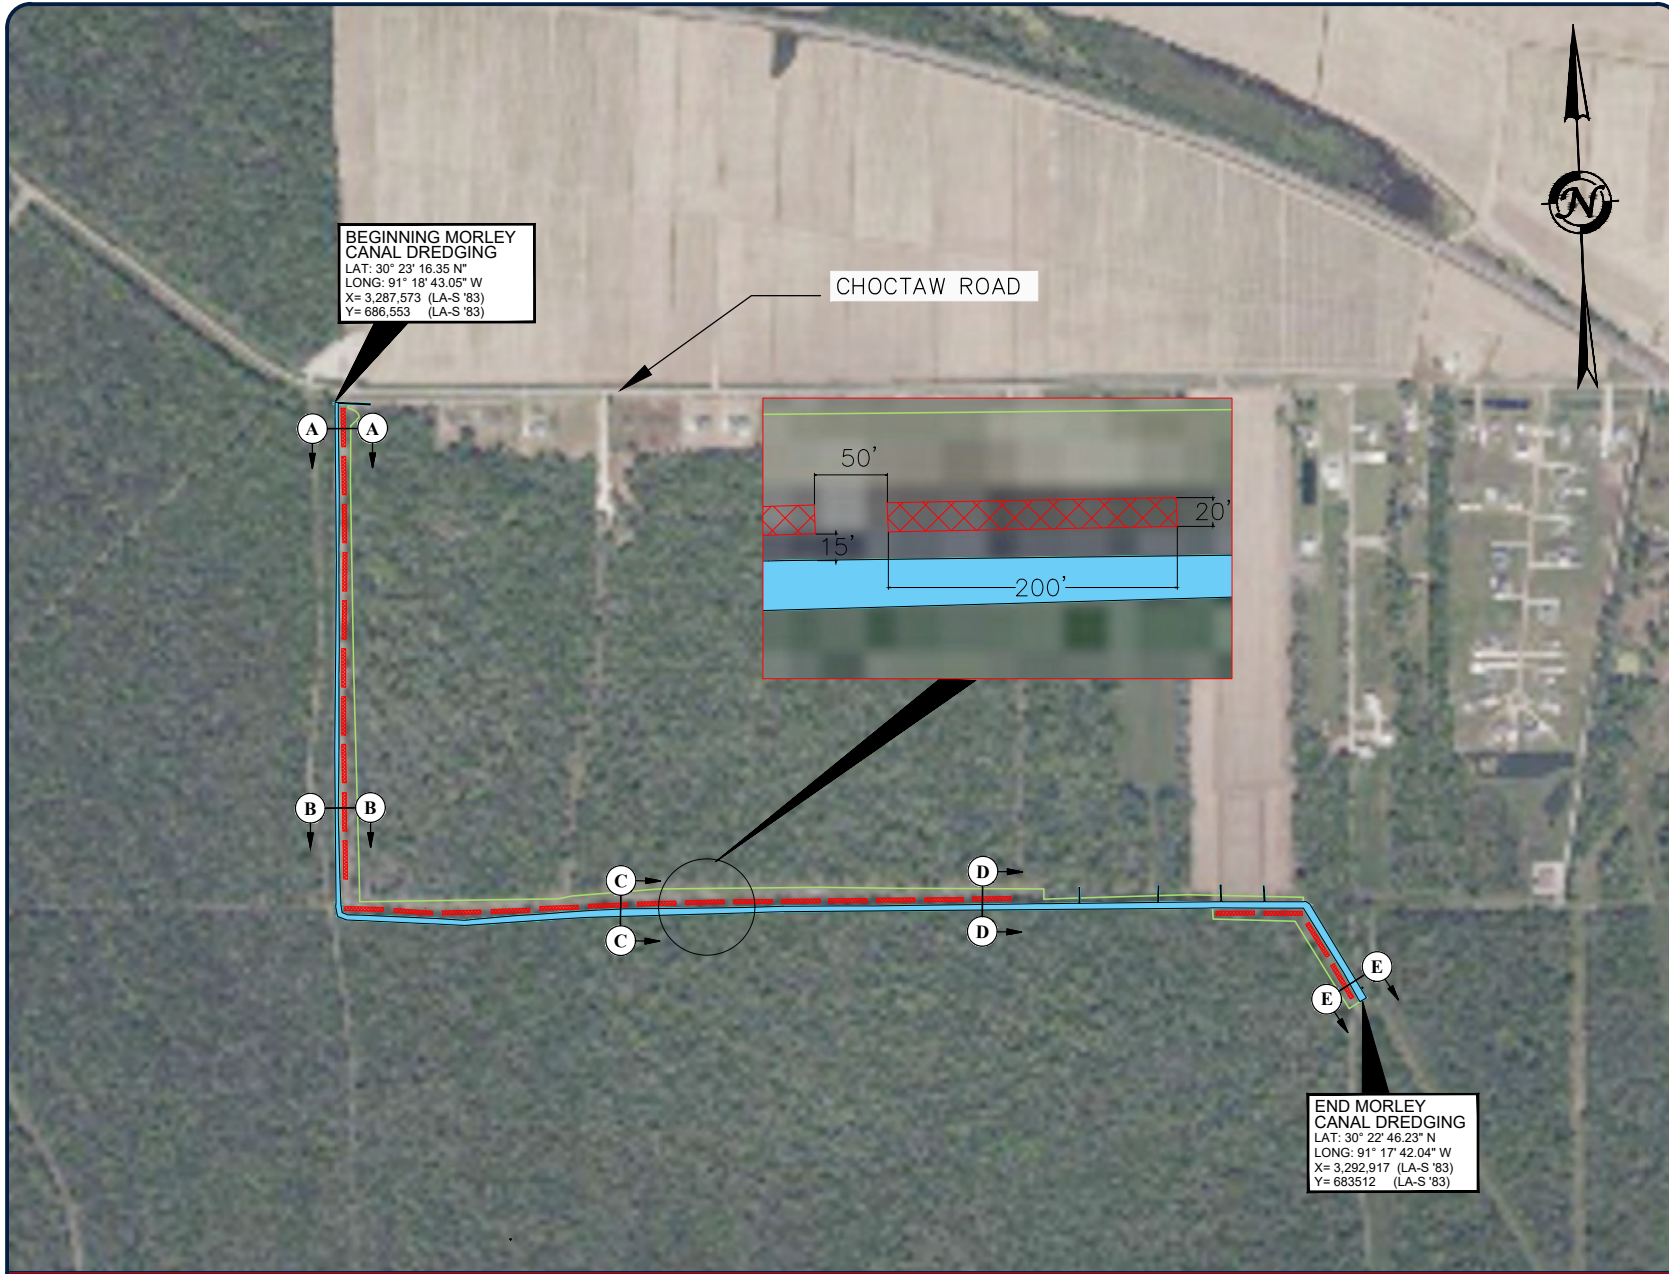 N
BEGINNING MORLEY
CANAL DREDGING
LAT: 30° 23' 16.35 N"
LONG: 91° 18' 43.05" W
X= 3,287,573 (LA-S '83)
Y= 686,553 (LA-S '83)
CHOCTAW ROAD
A A
50'
20'
15'
200'
B B
C
D
C
D
E
E
END MORLEY
CANAL DREDGING
LAT: 30° 22' 46.23" N
LONG: 91° 17' 42.04" W
X= 3,292,917 (LA-S '83)
Y= 683512 (LA-S '83)